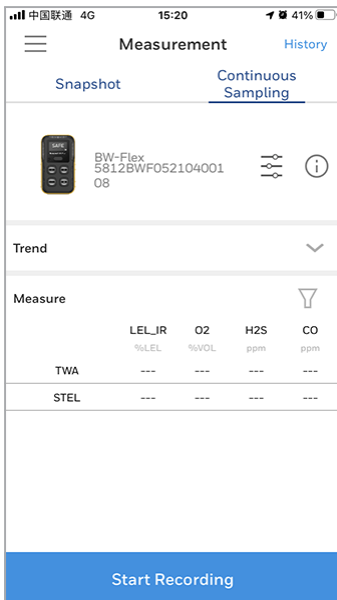 中国联通 4G 15:20 41%
Measurement History
Snapshot Continuous Sampling
SAFE
BW-Flex
5812BWF052104001
08
Trend
Measure
LEL_IR O2 H2S CO
%LEL %VOL ppm ppm
TWA --- --- --- ---
STEL --- --- --- ---
Start Recording